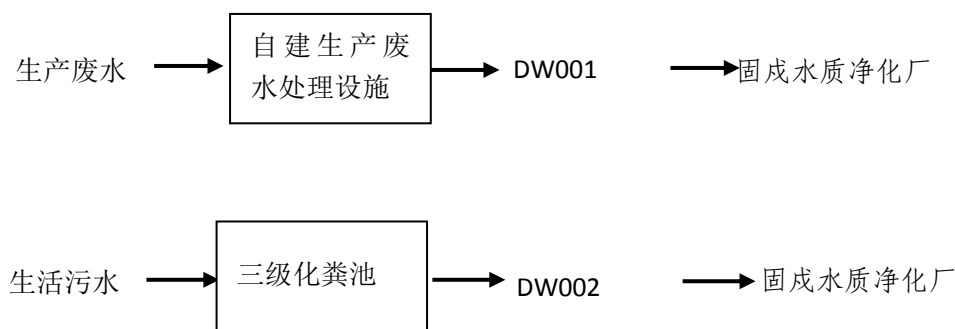 生产废水
自建生产废
水处理设施
DW001
固戍水质净化厂
生活污水
三级化粪池
DW002
固戍水质净化厂